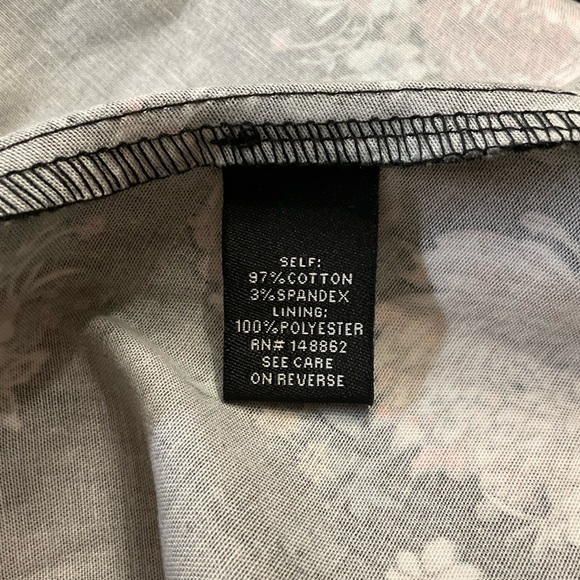 SELF:
97% COTTON
3% SPANDEX
LINING:
100% POLYESTER
RN# 148862
SEE CARE
ON REVERSE